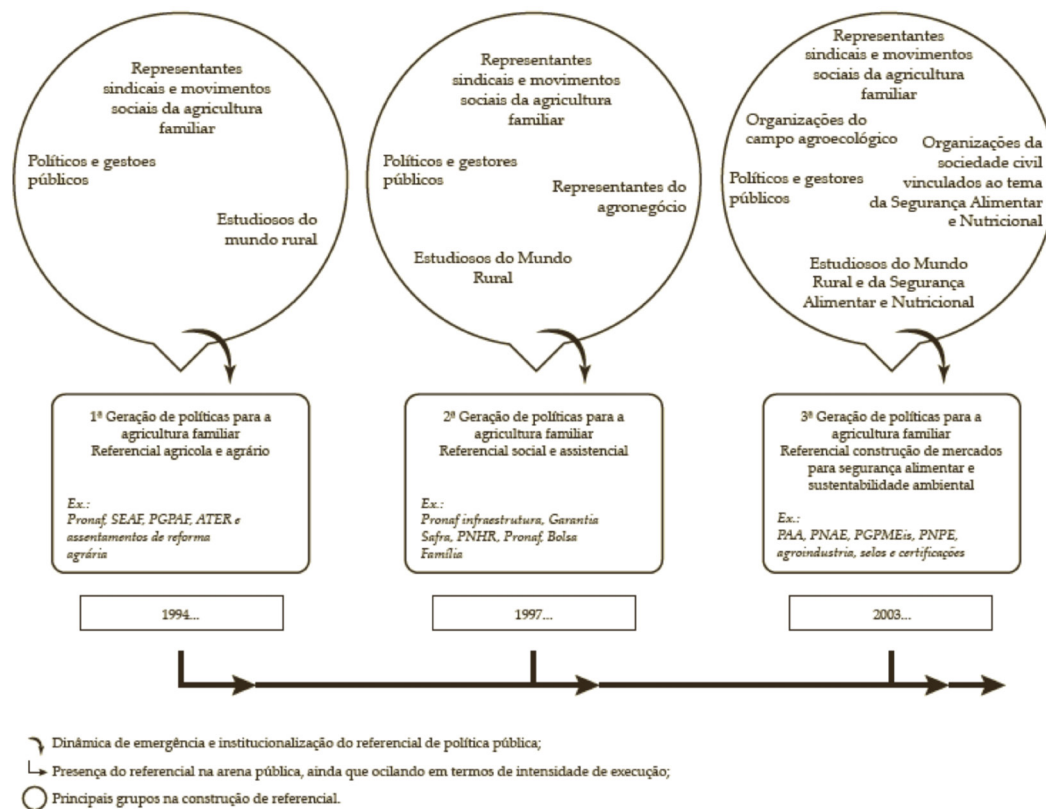 Representantes
sindicais e movimentos
sociais da agricultura
familiar
Políticos e gestoes
públicos
Estudiosos do
mundo rural
Representantes
sindicais e movimentos
sociais da agricultura
familiar
Políticos e gestores
públicos
Representantes do
agronegócio
Estudiosos do Mundo
Rural
Representantes
sindicais e movimentos
sociais da agricultura
familiar
Organizações do
campo agroecológico
Organizações da
sociedade civil
vinculados ao tema
da Segurança Alimentar
e Nutricional
Políticos e gestores
públicos
Estudiosos do Mundo
Rural e da Segurança
Alimentar e Nutricional
1ª Geração de políticas para a
agricultura familiar
Referencial agrícola e agrário
Ex.:
Pronaf, SEAF, PGPAF, ATER e
assentamentos de reforma
agrária
2ª Geração de políticas para a
agricultura familiar
Referencial social e assistencial
Ex.:
Pronaf infraestrutura, Garantia
Safra, PNHR, Pronaf, Bolsa
Família
3ª Geração de políticas para a
agricultura familiar
Referencial construção de mercados
para segurança alimentar e
sustentabilidade ambiental
Ex.:
PAA, PNAE, PGPMEis, PNPE,
agroindustria, selos e certificações
1994...
1997...
2003...
Dinâmica de emergência e institucionalização do referencial de política pública;
Presença do referencial na arena pública, ainda que ocilando em termos de intensidade de execução;
Principais grupos na construção de referencial.